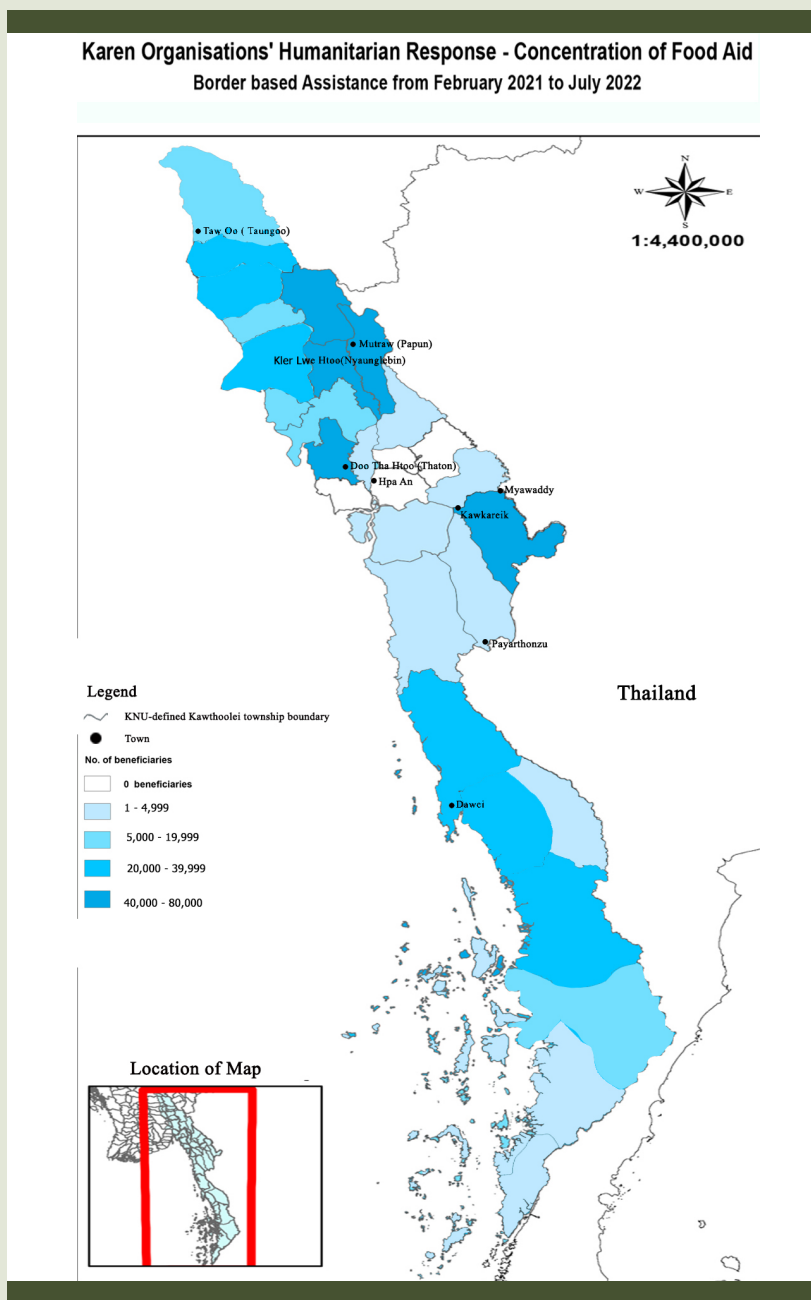 Karen Organisations' Humanitarian Response - Concentration of Food Aid
Border based Assistance from February 2021 to July 2022
N
W
E
S
1:4,400,000
Taw Oo ( Taungoo)
Mutraw (Papun)
Kler Lwe Htoo(Nyaunglebin)
Doo Tha Htoo (Thaton)
Hpa An
Myawaddy
Kawkareik
Payarthonzu
Thailand
Legend
KNU-defined Kawthoolei township boundary
Town
No. of beneficiaries
0 beneficiaries
1 - 4,999
5,000 - 19,999
20,000 - 39,999
40,000 - 80,000
Dawei
Location of Map